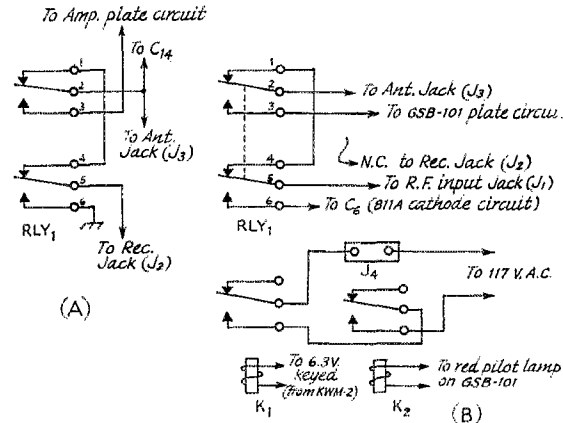 To Amp. plate circuit
To C14
1
2
3
To Ant.
Jack (J3)
4
5
6
RLY1
To Rec.
Jack (J2)
(A)
1
2
To Ant. Jack (J3)
3
To GSB-101 plate circui
4
N.C. to Rec. Jack (J2)
5
To R.F. input Jack (J1)
6
To C6 (811A cathode circuit)
RLY1
J4
To 117 V. A.C.
To 6.3V.
keyed
(from KWM-2)
K1
To red pilot lamp
on GSB-101
K2
(B)